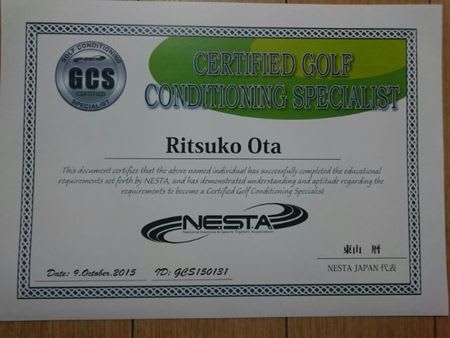 GOLF CONDITIONING
GCS
CERTIFIED
SPECIALIST
CERTIFIED GOLF
CONDITIONING SPECIALIST
Ritsuko Ota
This document certifies that the above named individual has successfully completed the educational
requirements set forth by NESTA, and has demonstrated understanding and aptitude regarding the
requirements to become a Certified Golf Conditioning Specialist
NESTA
National Exercise & Sports Trainers Association
東山 暦
NESTA JAPAN 代表
Date: 9.October.2015 ID: GCS150131